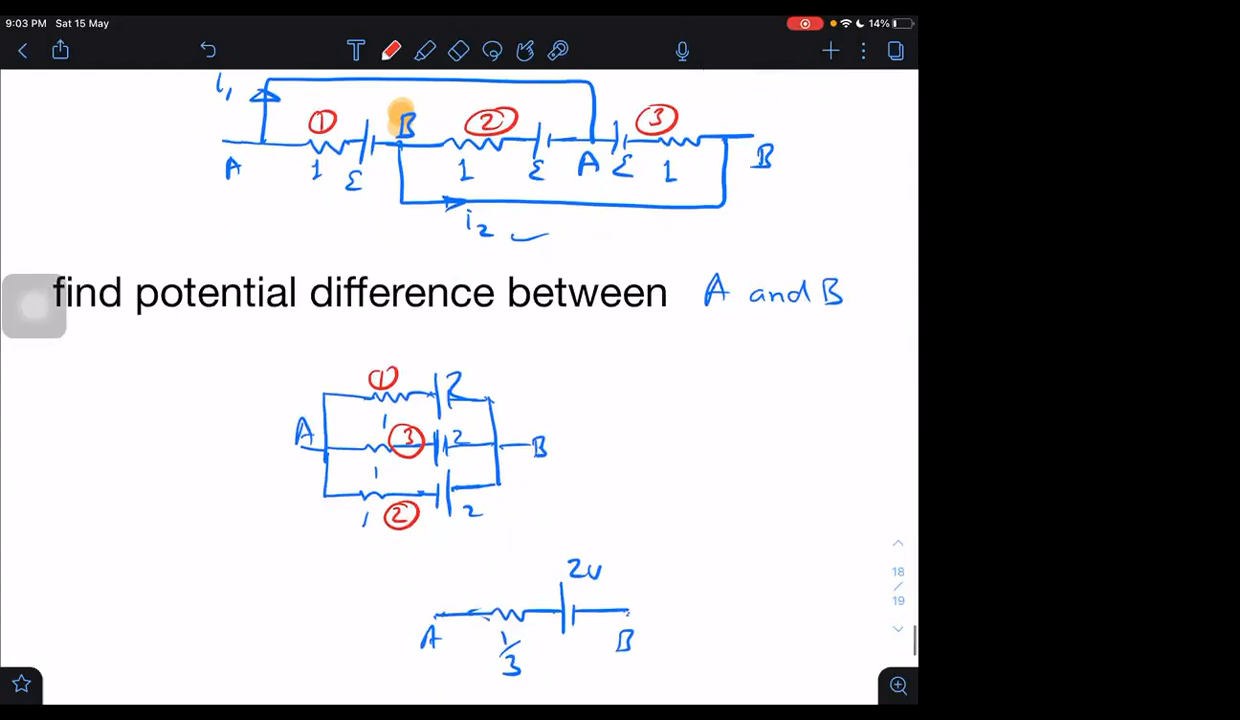 9:03 PM Sat 15 May 14%
T
i₁
① B ② ③
A 1 ε 1 ε A ε 1 B
i₂
find potential difference between A and B
① 2
1
A ③ 2 B
1
1 ② 2
2v
A 1/3 B
18
/
19